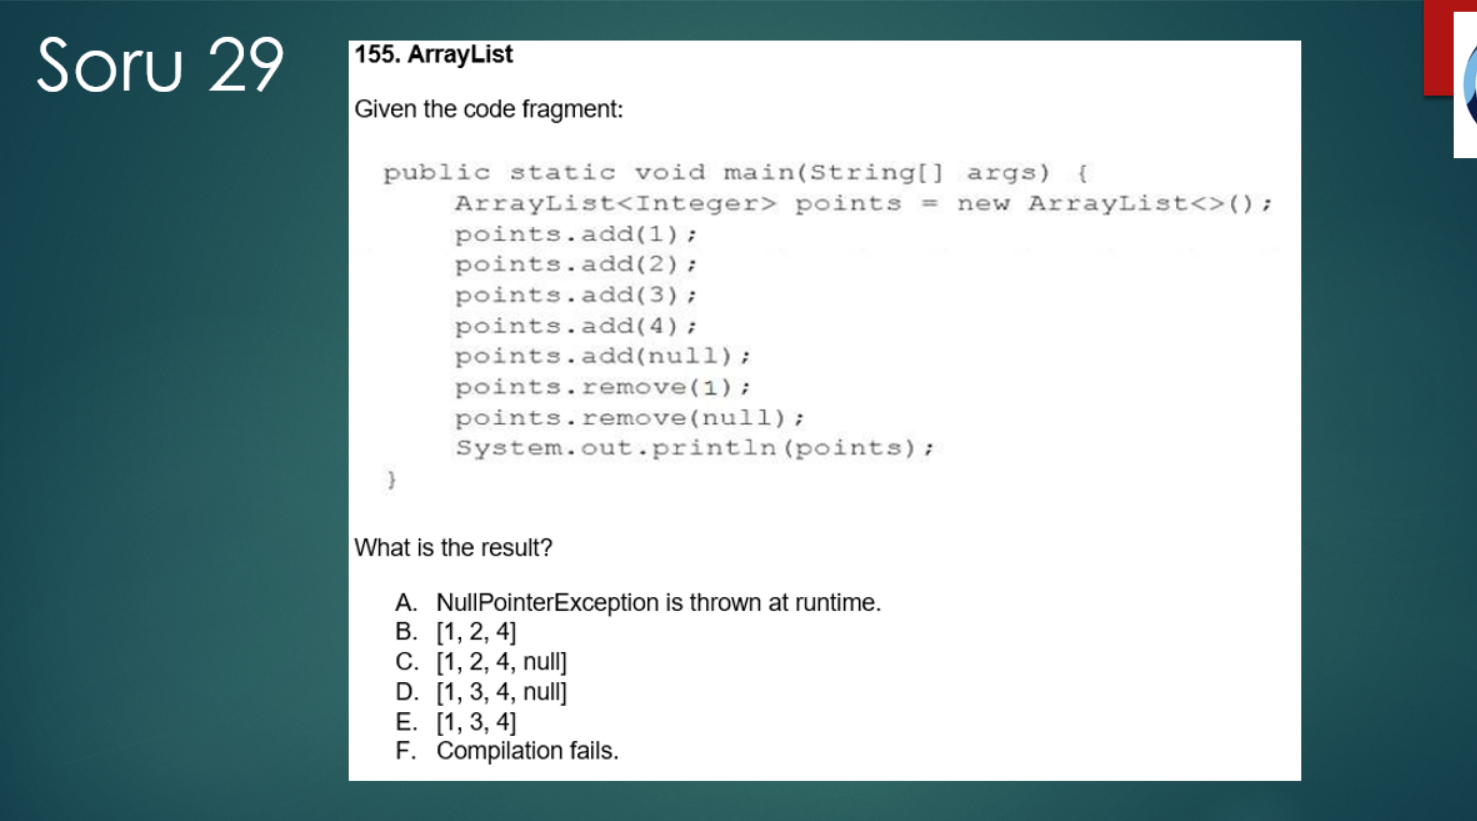 Soru 29
155. ArrayList
Given the code fragment:
public static void main(String[] args) {
ArrayList<Integer> points = new ArrayList<>();
points.add(1);
points.add(2);
points.add(3);
points.add(4);
points.add(null);
points.remove(1);
points.remove(null);
System.out.println(points);
}
What is the result?
A. NullPointerException is thrown at runtime.
B. [1, 2, 4]
C. [1, 2, 4, null]
D. [1, 3, 4, null]
E. [1, 3, 4]
F. Compilation fails.